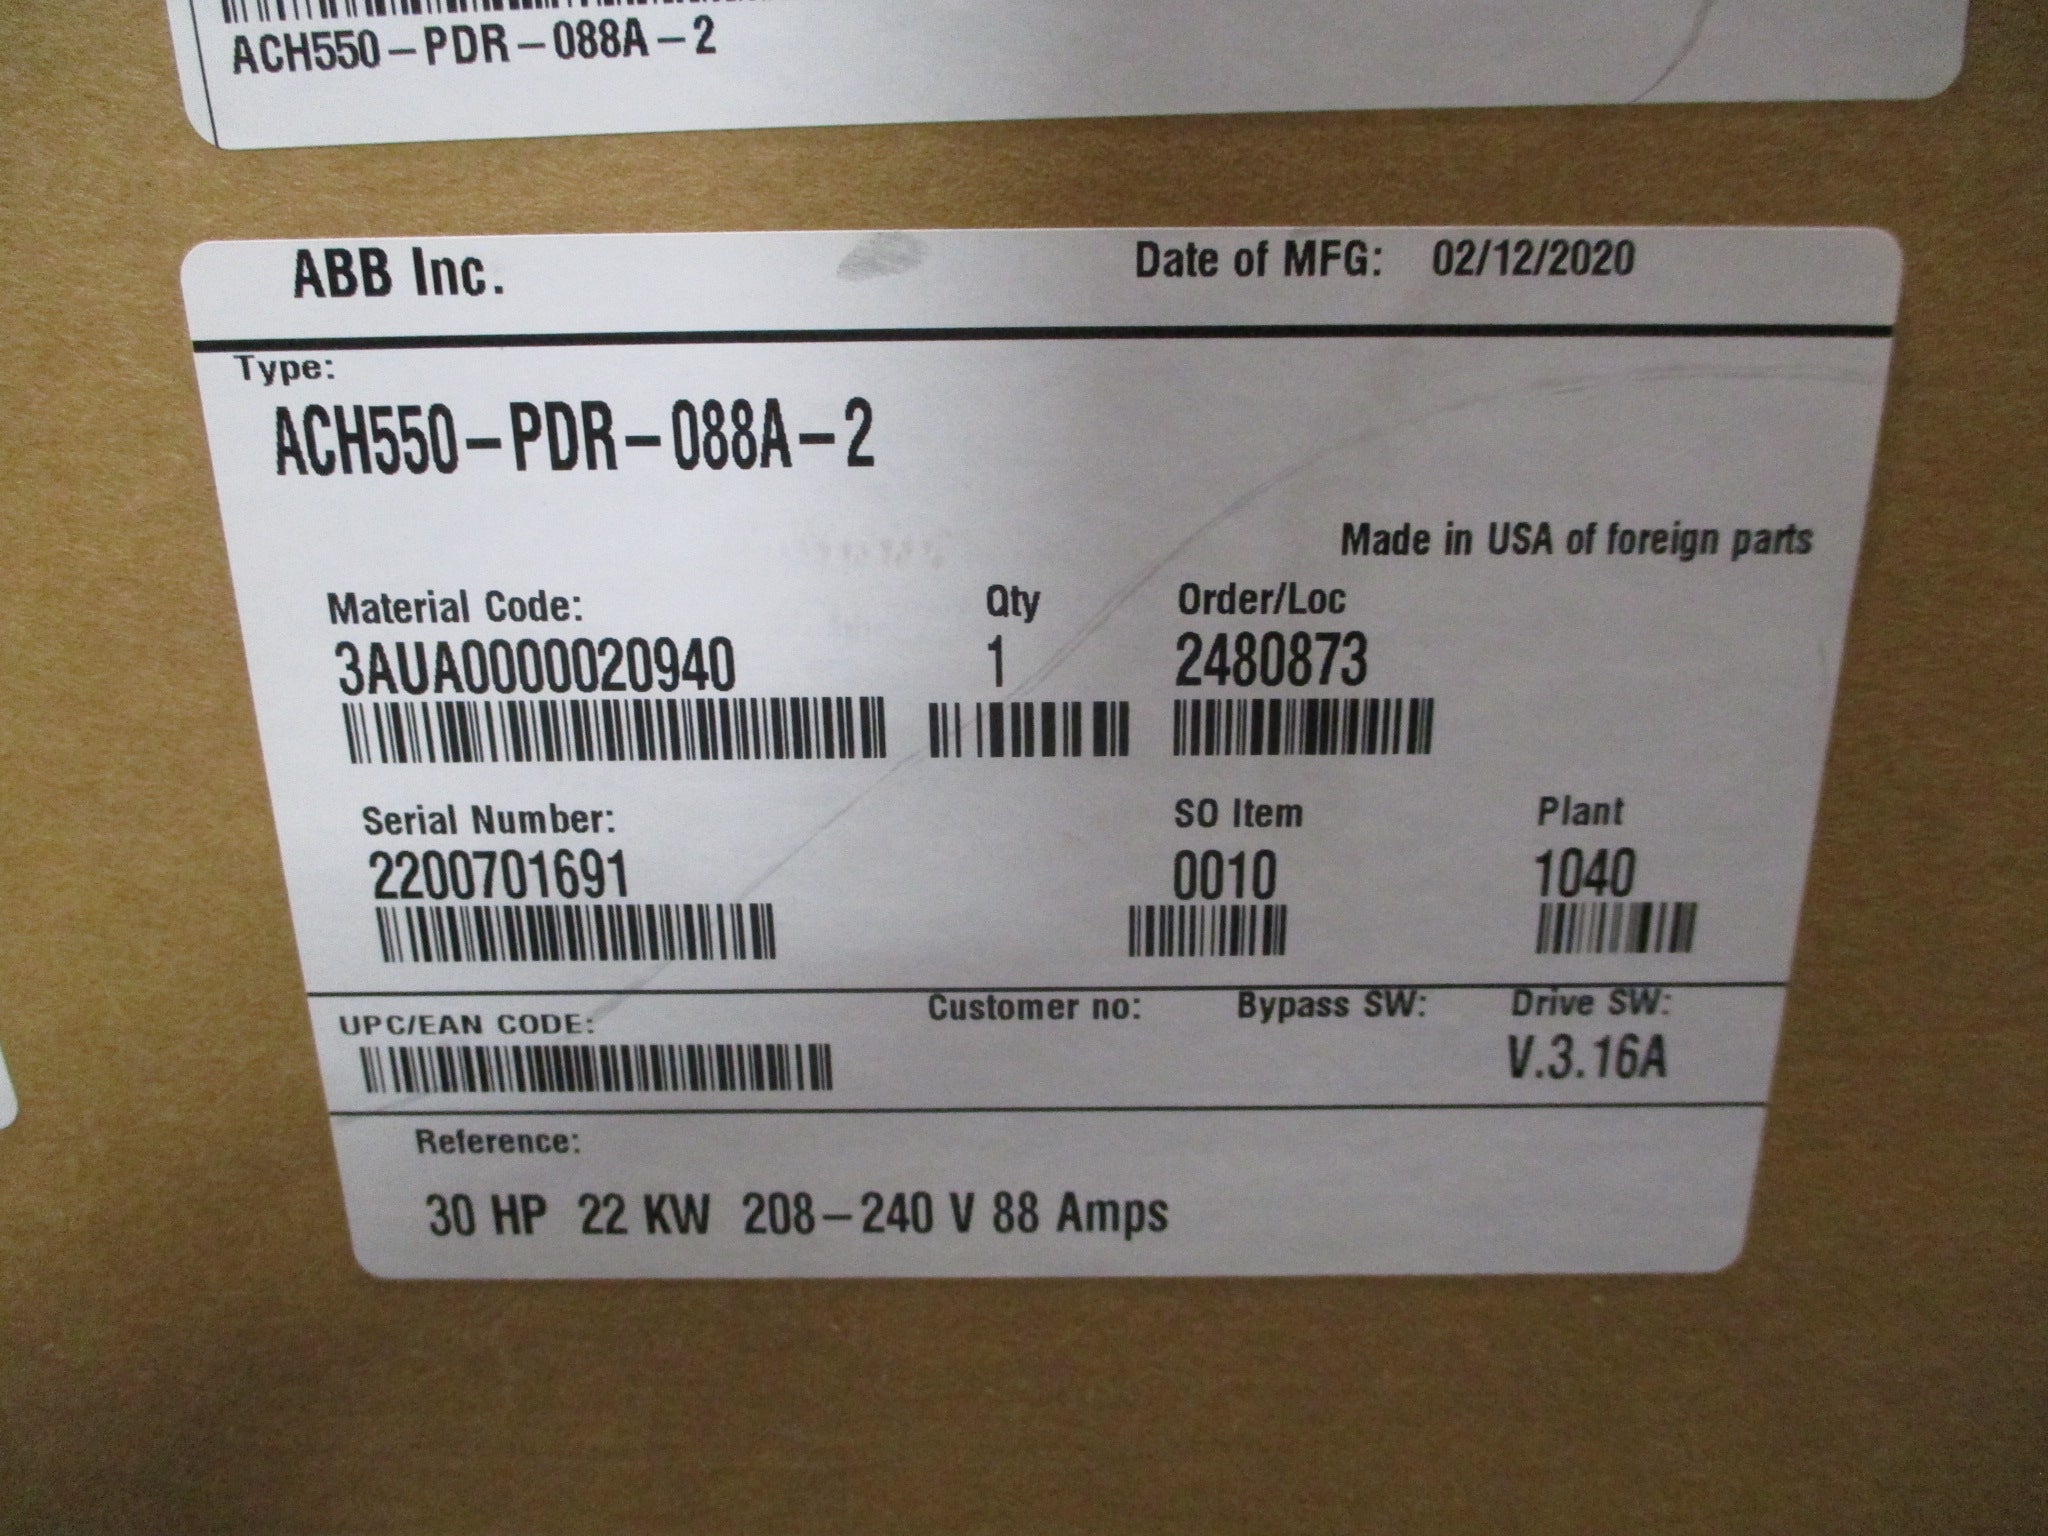 ACH550-PDR-088A-2
ABB Inc. Date of MFG: 02/12/2020
Type:
ACH550-PDR-088A-2
Made in USA of foreign parts
Material Code: Qty Order/Loc
3AUA0000020940 1 2480873
Serial Number: SO Item Plant
2200701691 0010 1040
UPC/EAN CODE: Customer no: Bypass SW: Drive SW:
V.3.16A
Reference:
30 HP 22 KW 208-240 V 88 Amps